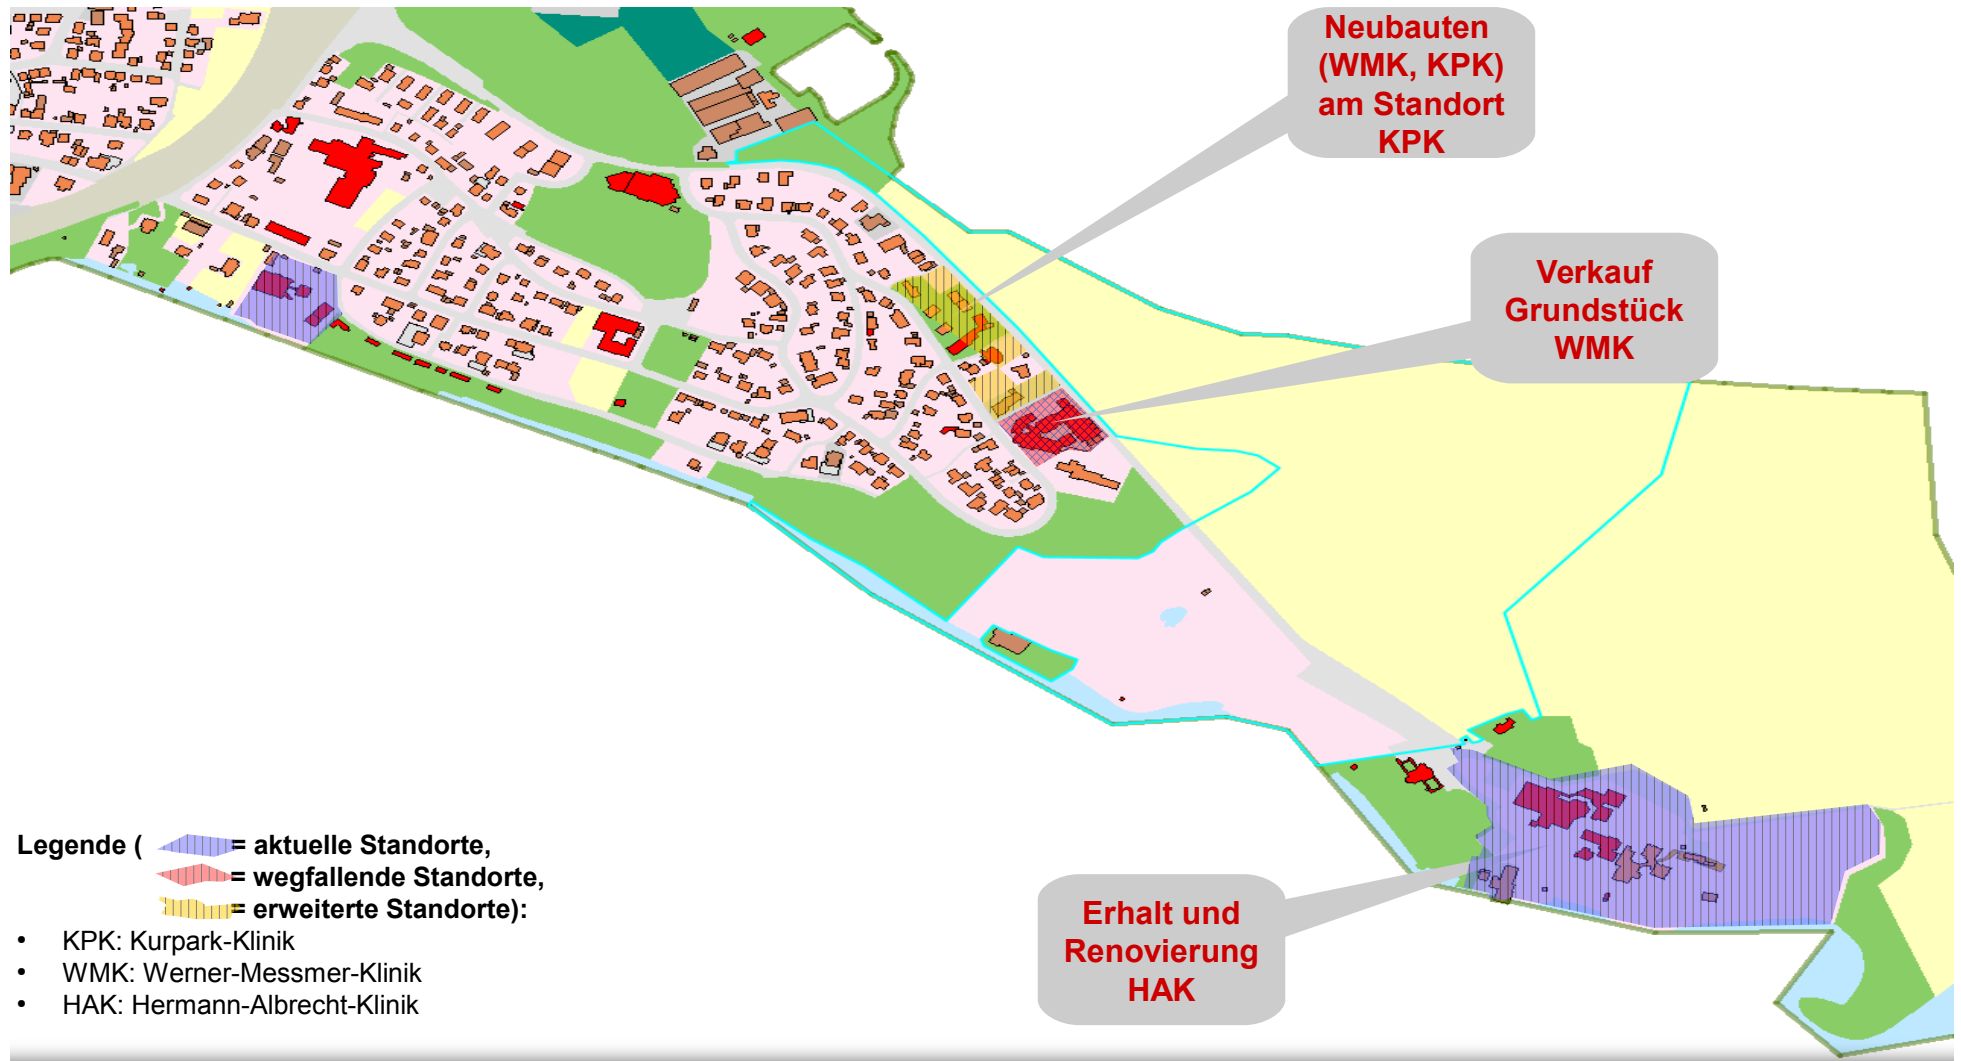 Neubauten
(WMK, KPK)
am Standort
KPK
Verkauf
Grundstück
WMK
Legende ( = aktuelle Standorte,
= wegfallende Standorte,
= erweiterte Standorte):
• KPK: Kurpark-Klinik
• WMK: Werner-Messmer-Klinik
• HAK: Hermann-Albrecht-Klinik
Erhalt und
Renovierung
HAK